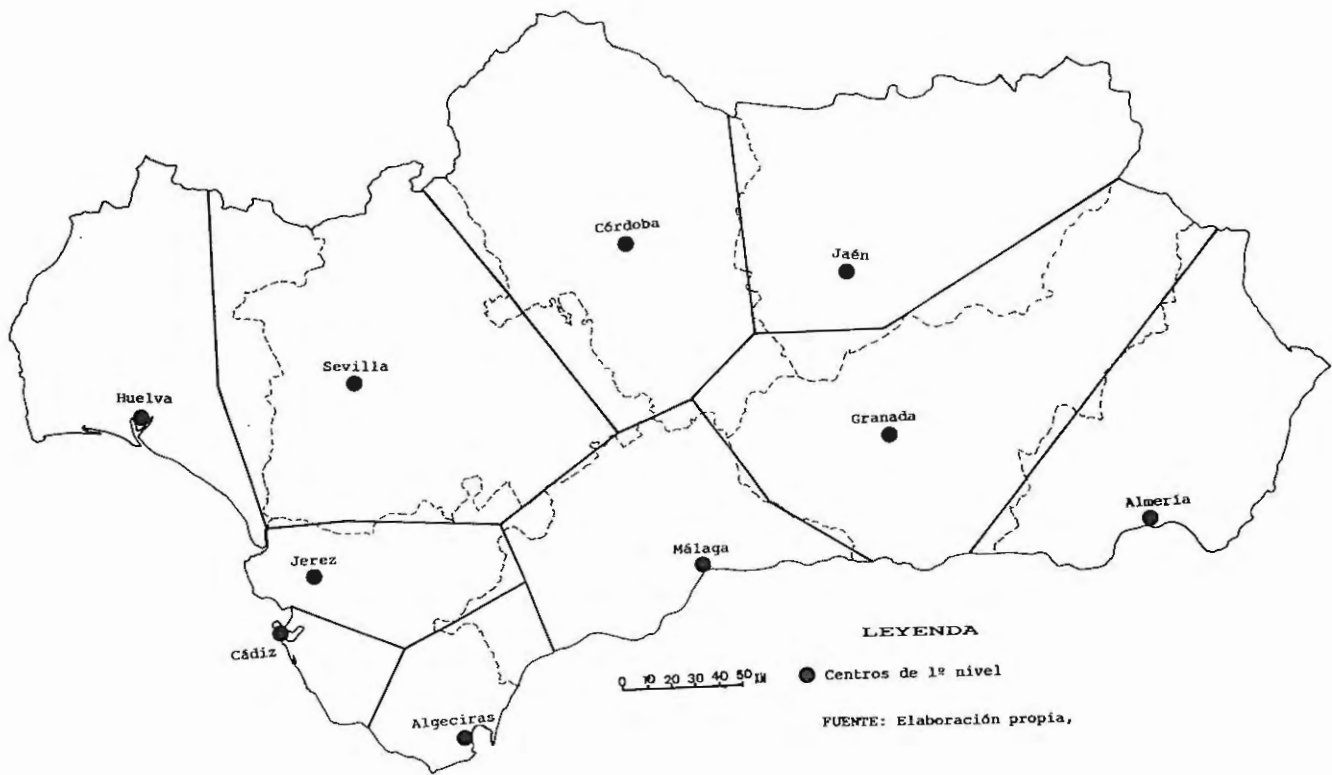 Córdoba
Jaén
Sevilla
Huelva
Granada
Almería
Jerez
Málaga
Cádiz
Algeciras
LEYENDA
0 10 20 30 40 50 KM
Centros de 1º nivel
FUENTE: Elaboración propia,